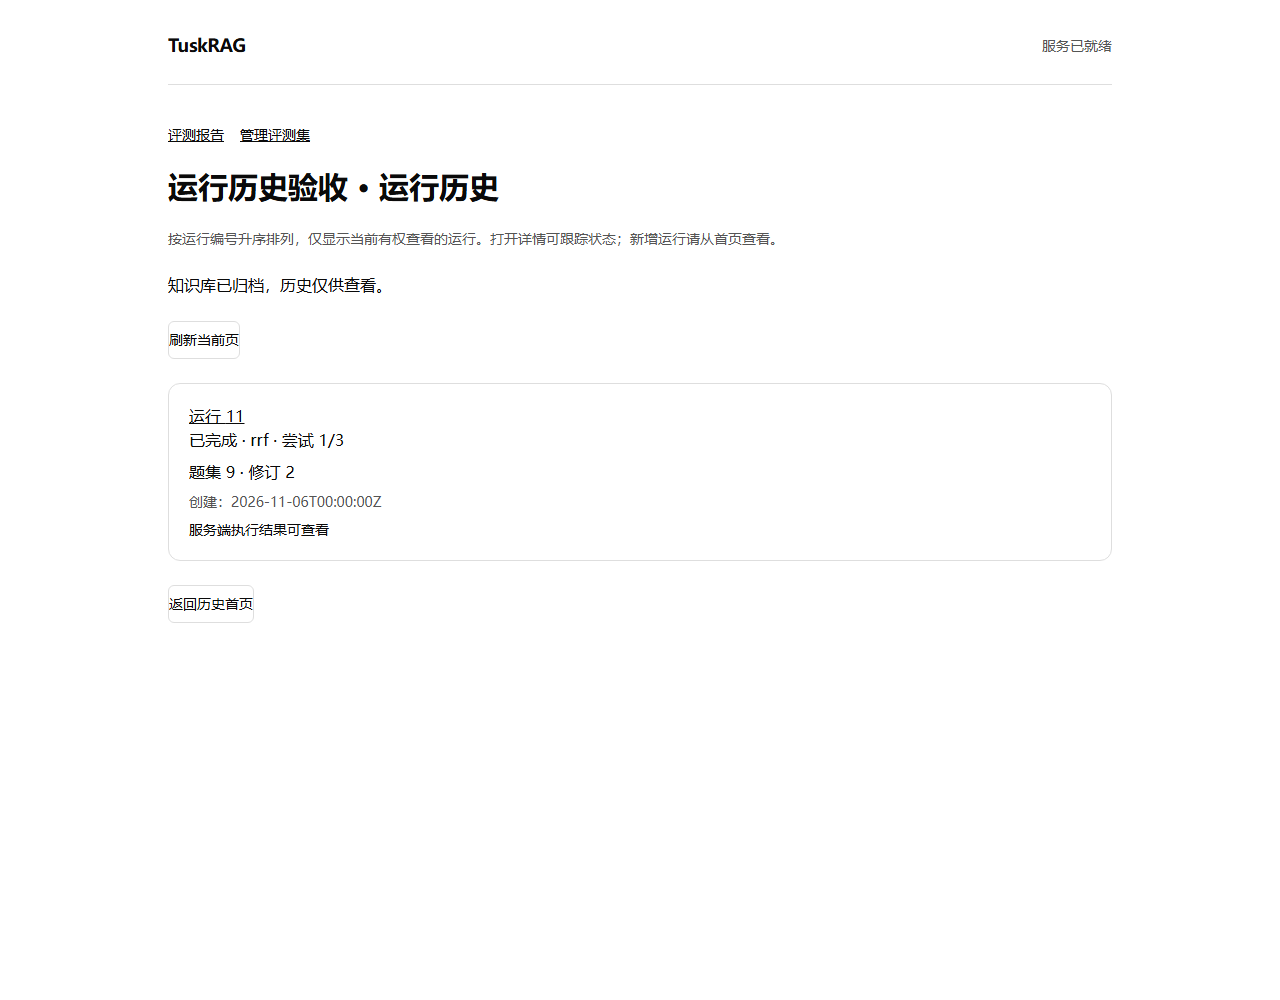 TuskRAG
服务已就绪
评测报告 管理评测集
运行历史验收 · 运行历史
按运行编号升序排列，仅显示当前有权查看的运行。打开详情可跟踪状态；新增运行请从首页查看。
知识库已归档，历史仅供查看。
刷新当前页
运行 11
已完成 · rrf · 尝试 1/3
题集 9 · 修订 2
创建：2026-11-06T00:00:00Z
服务端执行结果可查看
返回历史首页